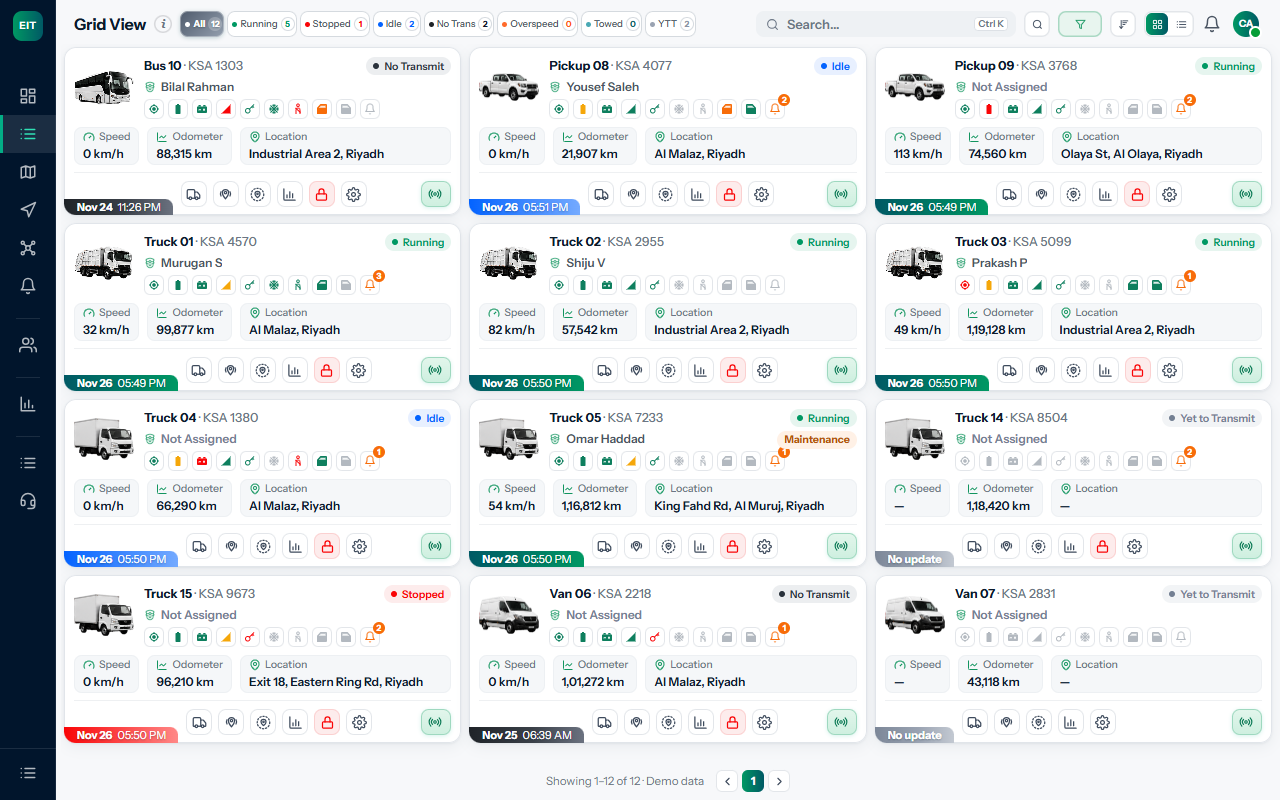 EIT
Grid View
i
All 12
Running 5
Stopped 1
Idle 2
No Trans 2
Overspeed 0
Towed 0
YTT 2
Search...
Ctrl K
CA
Bus 10 · KSA 1303
No Transmit
Bilal Rahman
Speed
0 km/h
Odometer
88,315 km
Location
Industrial Area 2, Riyadh
Nov 24 11:26 PM
Pickup 08 · KSA 4077
Idle
Yousef Saleh
2
Speed
0 km/h
Odometer
21,907 km
Location
Al Malaz, Riyadh
Nov 26 05:51 PM
Pickup 09 · KSA 3768
Running
Not Assigned
2
Speed
113 km/h
Odometer
74,560 km
Location
Olaya St, Al Olaya, Riyadh
Nov 26 05:49 PM
Truck 01 · KSA 4570
Running
Murugan S
3
Speed
32 km/h
Odometer
99,877 km
Location
Al Malaz, Riyadh
Nov 26 05:49 PM
Truck 02 · KSA 2955
Running
Shiju V
Speed
82 km/h
Odometer
57,542 km
Location
Industrial Area 2, Riyadh
Nov 26 05:50 PM
Truck 03 · KSA 5099
Running
Prakash P
1
Speed
49 km/h
Odometer
1,19,128 km
Location
Industrial Area 2, Riyadh
Nov 26 05:50 PM
Truck 04 · KSA 1380
Idle
Not Assigned
1
Speed
0 km/h
Odometer
66,290 km
Location
Al Malaz, Riyadh
Nov 26 05:50 PM
Truck 05 · KSA 7233
Running
Omar Haddad
Maintenance
1
Speed
54 km/h
Odometer
1,16,812 km
Location
King Fahd Rd, Al Muruj, Riyadh
Nov 26 05:50 PM
Truck 14 · KSA 8504
Yet to Transmit
Not Assigned
2
Speed
—
Odometer
1,18,420 km
Location
—
No update
Truck 15 · KSA 9673
Stopped
Not Assigned
2
Speed
0 km/h
Odometer
96,210 km
Location
Exit 18, Eastern Ring Rd, Riyadh
Nov 26 05:50 PM
Van 06 · KSA 2218
No Transmit
Not Assigned
1
Speed
0 km/h
Odometer
1,01,272 km
Location
Al Malaz, Riyadh
Nov 25 06:39 AM
Van 07 · KSA 2831
Yet to Transmit
Not Assigned
Speed
—
Odometer
43,118 km
Location
—
No update
Showing 1–12 of 12 · Demo data
1